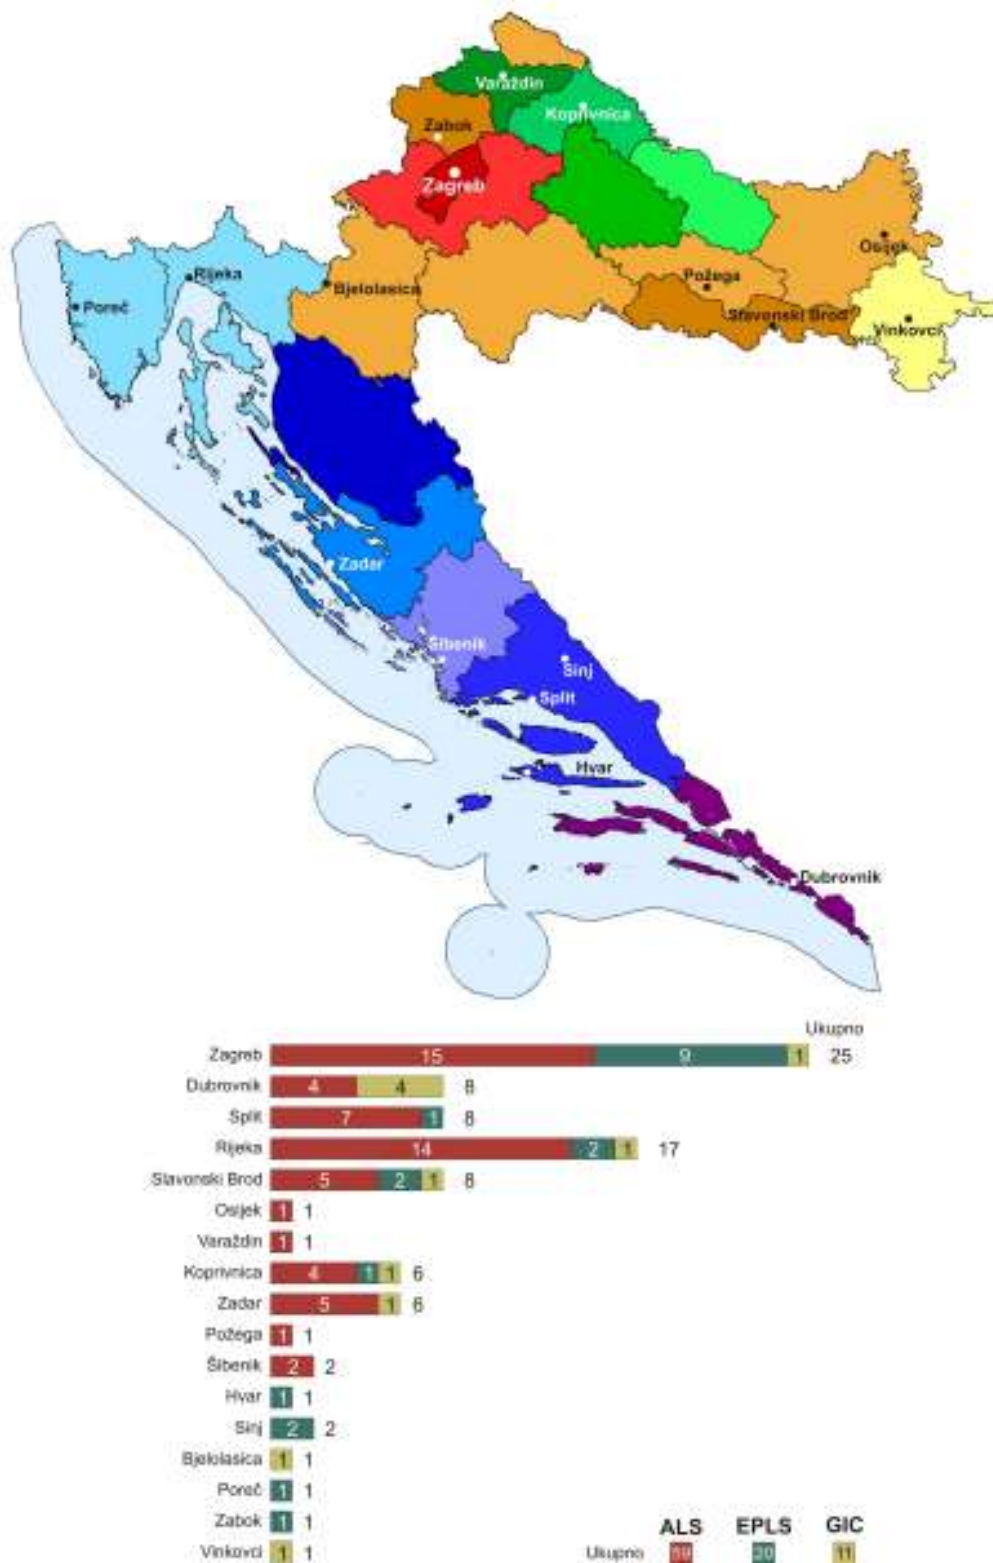 Varaždin
Koprivnica
Zabok
Zagreb
Osijek
Rijeka
Požega
Bjelolasica
Poreč
Slavonski Brod
Vinkovci
Zadar
Šibenik
Sinj
Split
Hvar
Dubrovnik
Ukupno
Zagreb 15 9 1 25
Dubrovnik 4 4 8
Split 7 1 8
Rijeka 14 2 1 17
Slavonski Brod 5 2 1 8
Osijek 1 1
Varaždin 1 1
Koprivnica 4 1 1 6
Zadar 5 1 6
Požega 1 1
Šibenik 2 2
Hvar 1 1
Sinj 2 2
Bjelolasica 1 1
Poreč 1 1
Zabok 1 1
Vinkovci 1 1
ALS EPLS GIC
Ukupno 59 20 11